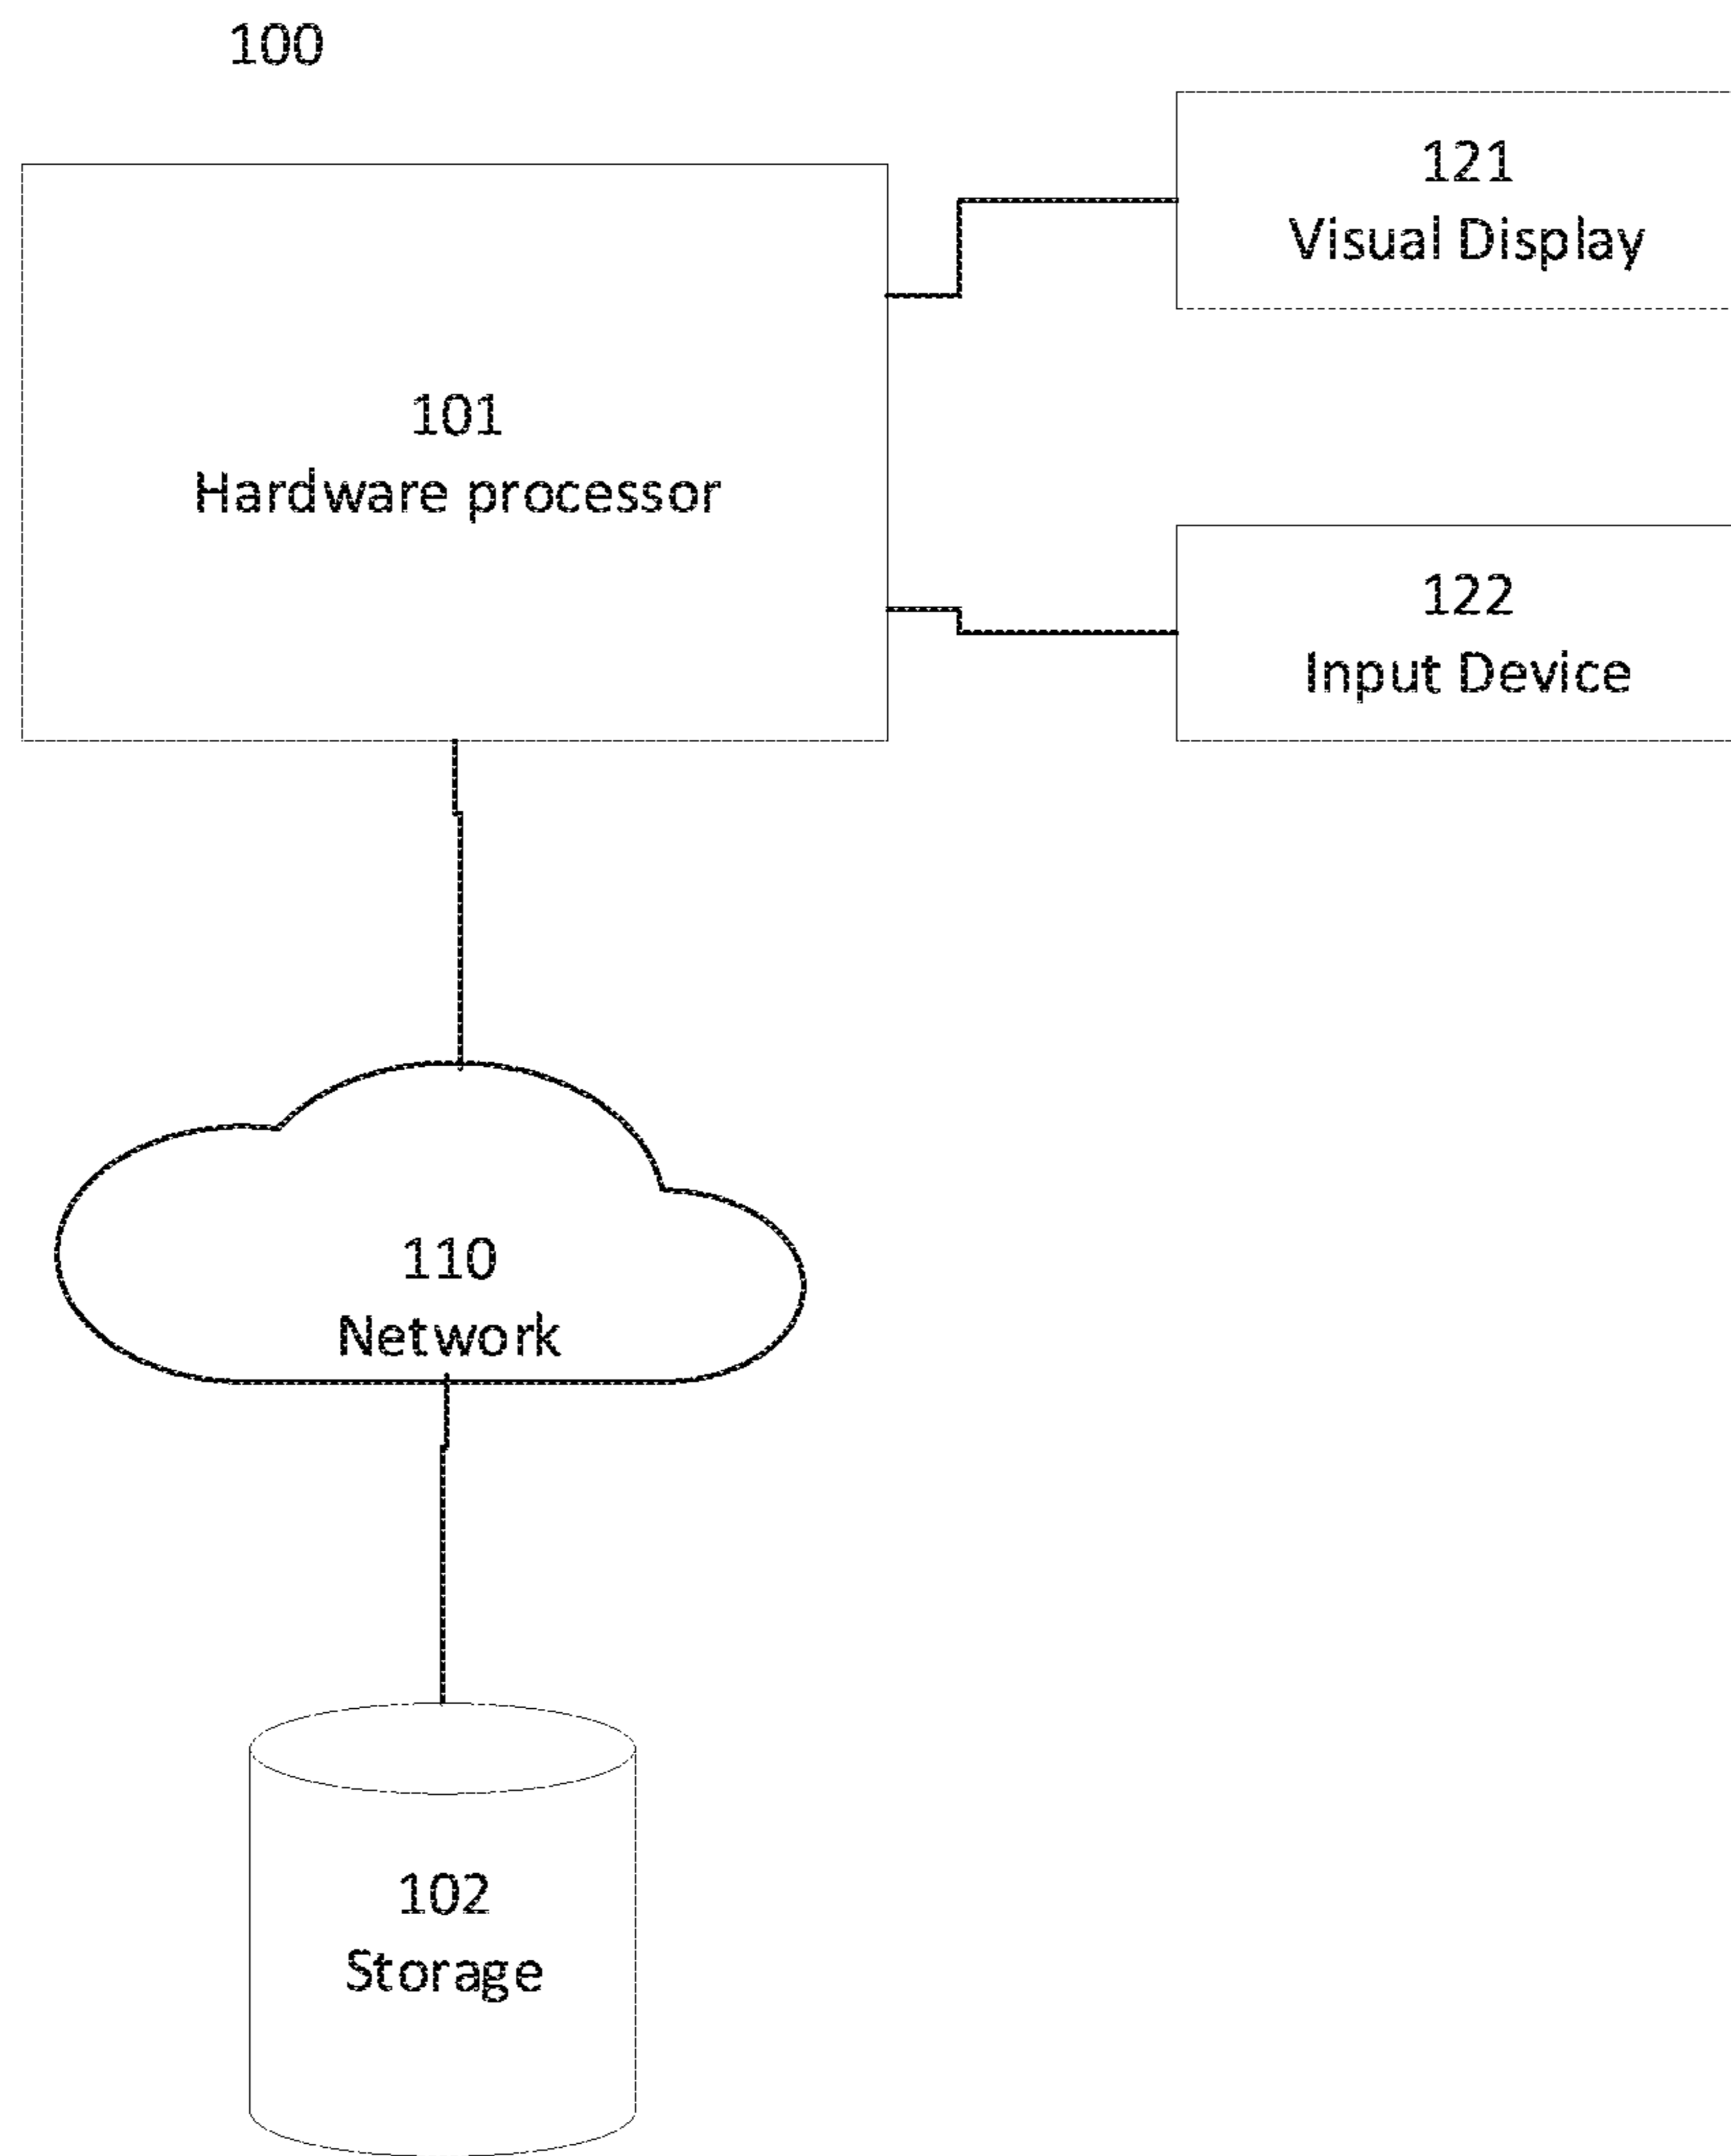 100
121
Visual Display
101
Hardware processor
122
Input Device
110
Network
102
Storage